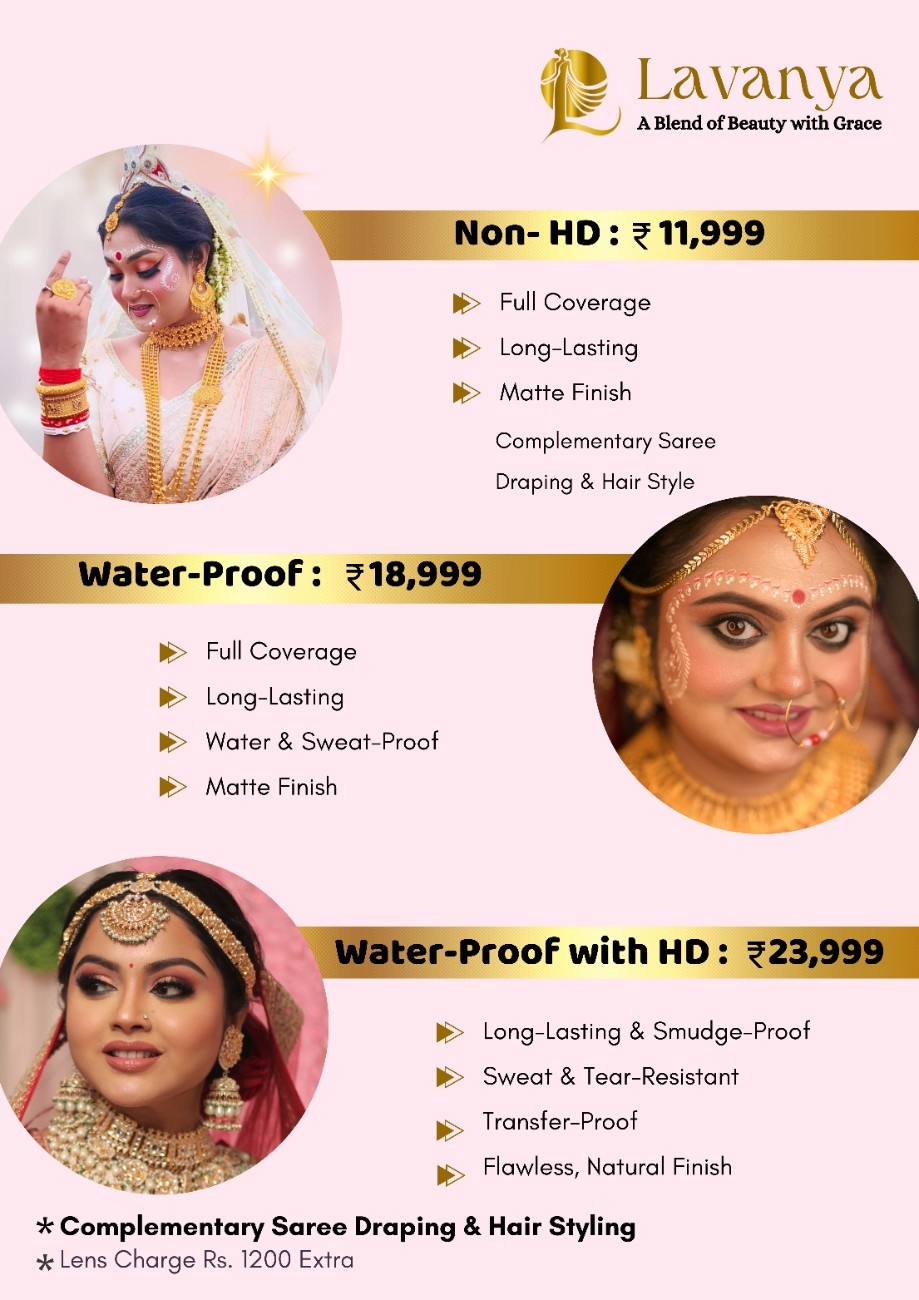 Lavanya
A Blend of Beauty with Grace
Non- HD : ₹ 11,999
Full Coverage
Long-Lasting
Matte Finish
Complementary Saree
Draping & Hair Style
Water-Proof : ₹18,999
Full Coverage
Long-Lasting
Water & Sweat-Proof
Matte Finish
Water-Proof with HD : ₹23,999
Long-Lasting & Smudge-Proof
Sweat & Tear-Resistant
Transfer-Proof
Flawless, Natural Finish
* Complementary Saree Draping & Hair Styling
* Lens Charge Rs. 1200 Extra